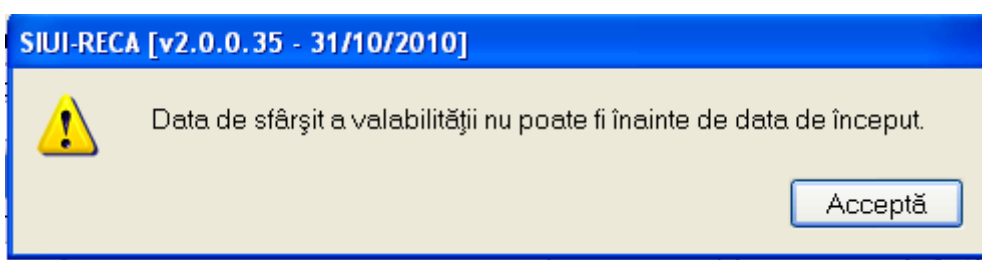 SIUI-RECA [v2.0.0.35 - 31/10/2010]
Data de sfârşit a valabilităţii nu poate fi înainte de data de început.
Acceptă